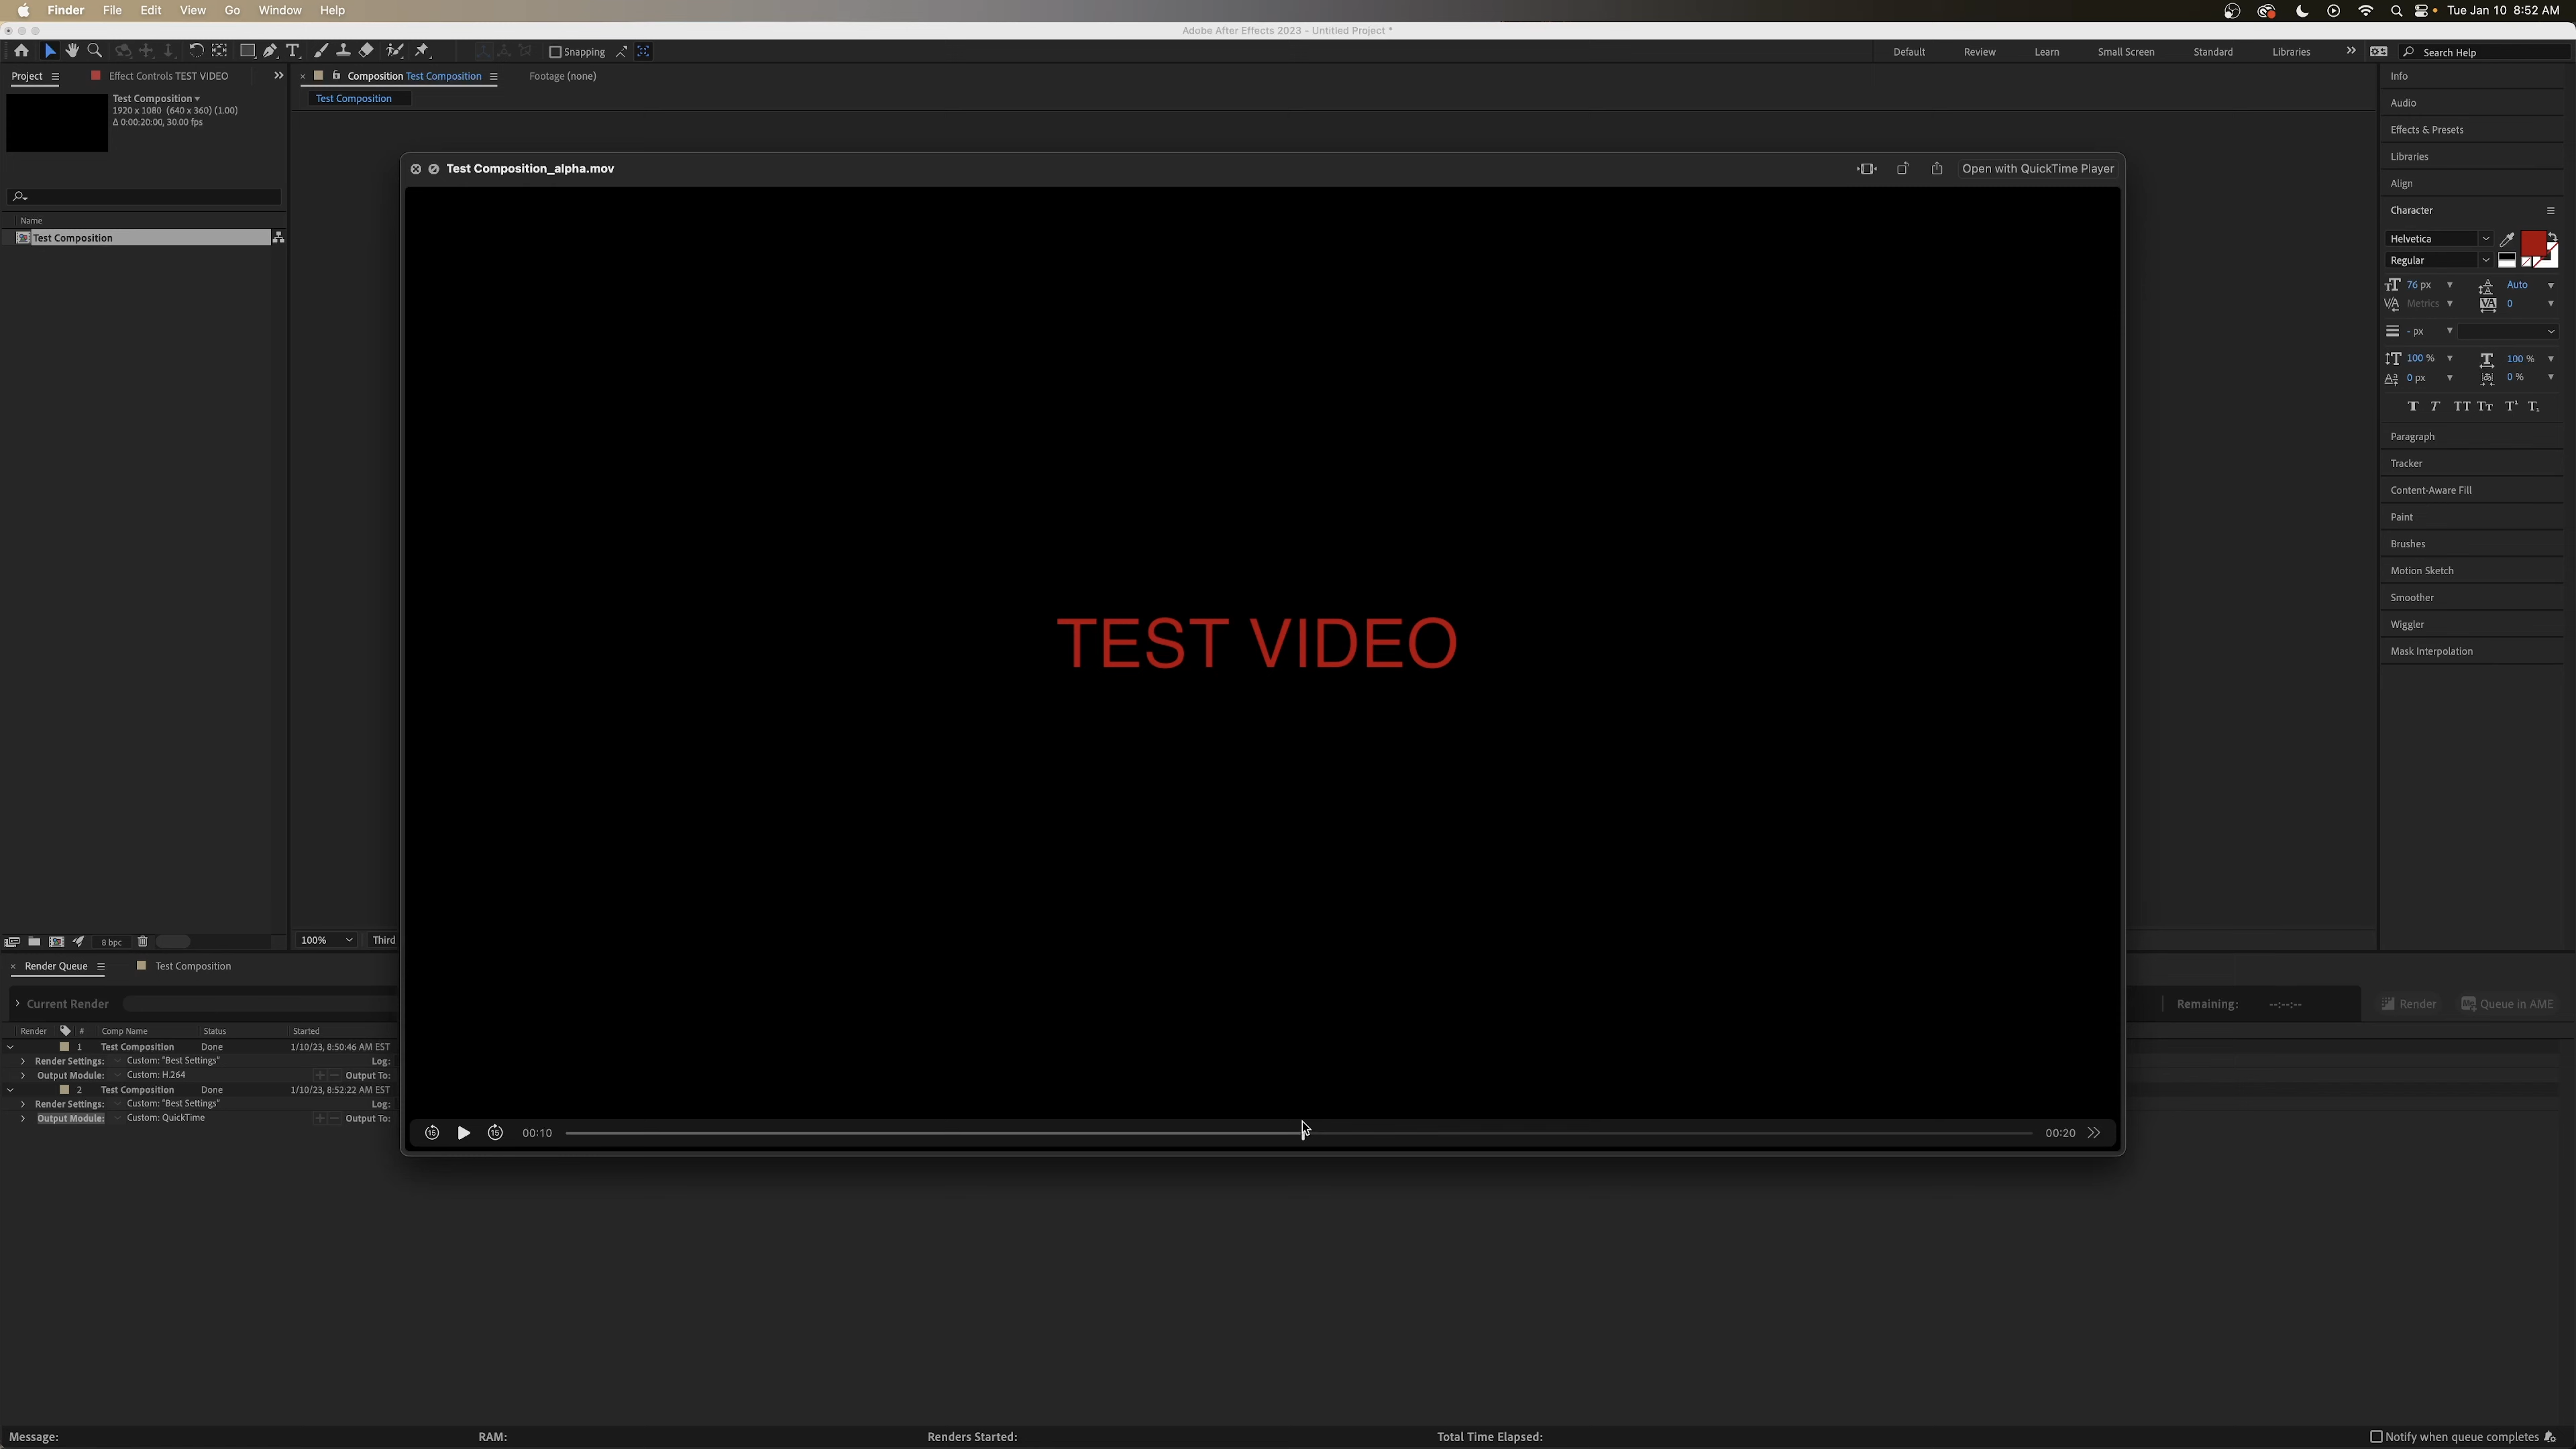 Finder File Edit View Go Window Help Tue Jan 10 8:52 AM
Adobe After Effects 2023 - Untitled Project *
Snapping Default Review Learn Small Screen Standard Libraries Search Help
Project Effect Controls TEST VIDEO Composition Test Composition Footage (none)
Test Composition
1920 x 1080 (640 x 360) (1.00)
Δ 0:00:20:00, 30.00 fps
Name
Test Composition
8 bpc
Test Composition
100% Third
Test Composition_alpha.mov Open with QuickTime Player
TEST VIDEO
15 15 00:10 00:20
Info
Audio
Effects & Presets
Libraries
Align
Character
Helvetica
Regular
76 px Auto
Metrics 0
- px
100 % 100 %
0 px 0 %
T T TT Tт T¹ T₁
Paragraph
Tracker
Content-Aware Fill
Paint
Brushes
Motion Sketch
Smoother
Wiggler
Mask Interpolation
Render Queue Test Composition
Current Render Remaining: --:--:-- Render Queue in AME
Render # Comp Name Status Started
1 Test Composition Done 1/10/23, 8:50:46 AM EST
Render Settings: Custom: "Best Settings" Log:
Output Module: Custom: H.264 Output To:
2 Test Composition Done 1/10/23, 8:52:22 AM EST
Render Settings: Custom: "Best Settings" Log:
Output Module: Custom: QuickTime Output To:
Message: RAM: Renders Started: Total Time Elapsed: Notify when queue completes